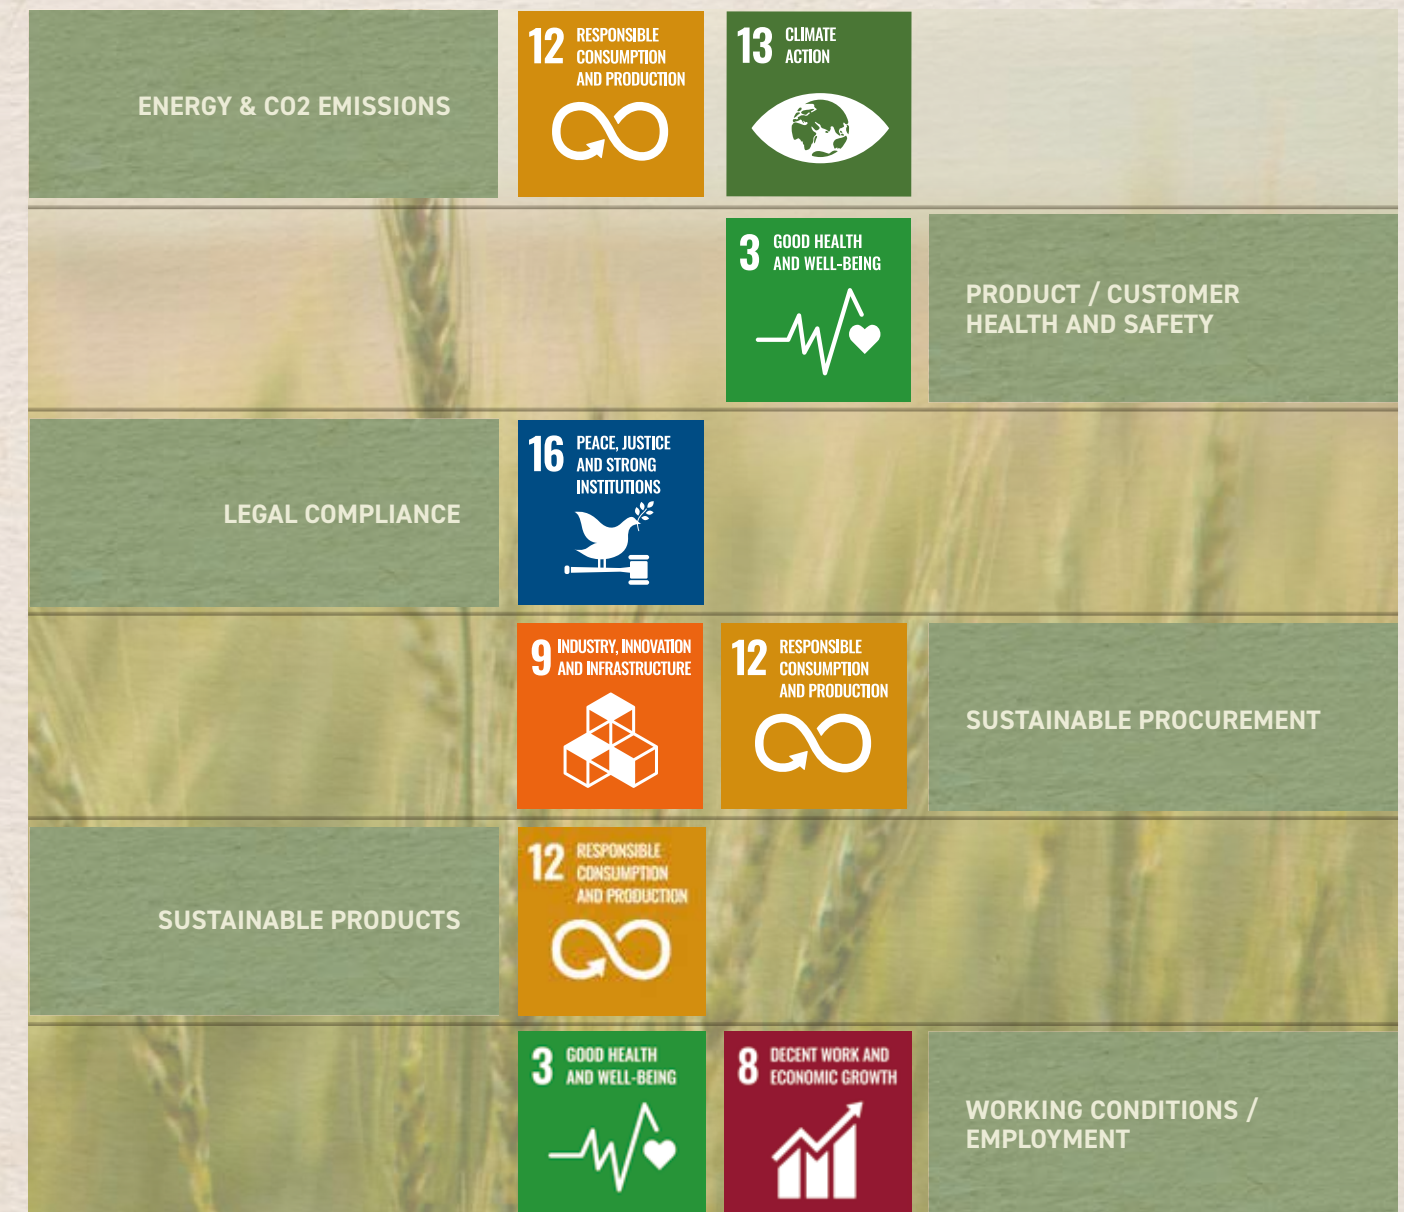 ENERGY & CO2 EMISSIONS
12 RESPONSIBLE
CONSUMPTION
AND PRODUCTION
13 CLIMATE
ACTION
3 GOOD HEALTH
AND WELL-BEING
PRODUCT / CUSTOMER
HEALTH AND SAFETY
LEGAL COMPLIANCE
16 PEACE, JUSTICE
AND STRONG
INSTITUTIONS
9 INDUSTRY, INNOVATION
AND INFRASTRUCTURE
12 RESPONSIBLE
CONSUMPTION
AND PRODUCTION
SUSTAINABLE PROCUREMENT
SUSTAINABLE PRODUCTS
12 RESPONSIBLE
CONSUMPTION
AND PRODUCTION
3 GOOD HEALTH
AND WELL-BEING
8 DECENT WORK AND
ECONOMIC GROWTH
WORKING CONDITIONS /
EMPLOYMENT